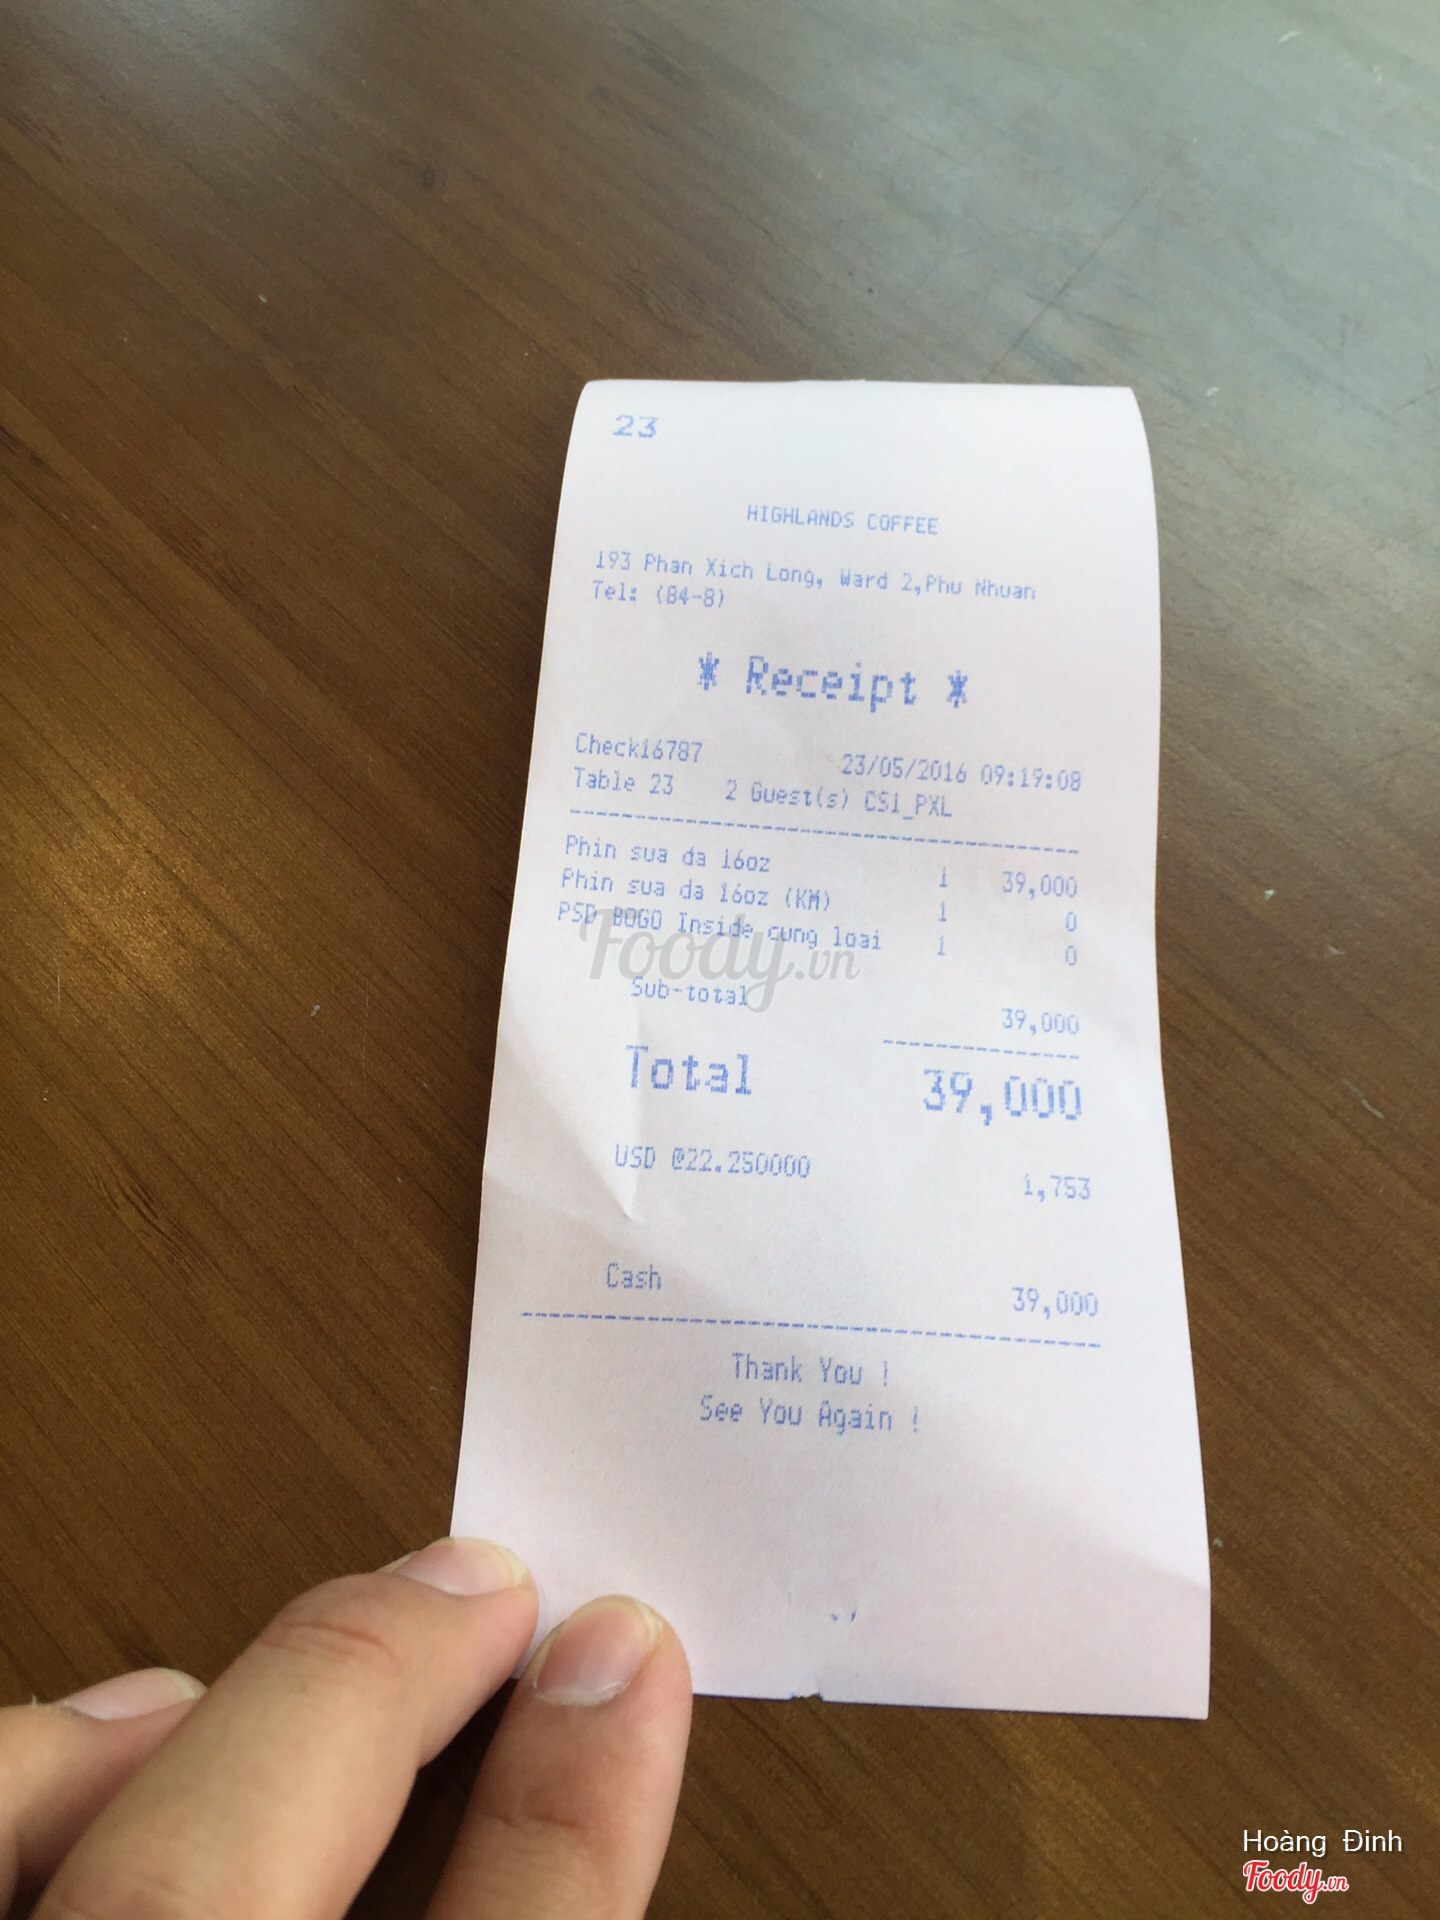 23
HIGHLANDS COFFEE
193 Phan Xich Long, Ward 2,Phu Nhuan
Tel: (84-8)
* Receipt *
Check16787 23/05/2016 09:19:08
Table 23 2 Guest(s) CS1_PXL
Phin sua da 16oz 1 39,000
Phin sua da 16oz (KM) 1 0
PSD BOGO Inside cung loai 1 0
Foody.vn
Sub-total 39,000
Total 39,000
USD @22.250000 1,753
Cash 39,000
Thank You !
See You Again !
Hoàng Đinh
Foody.vn